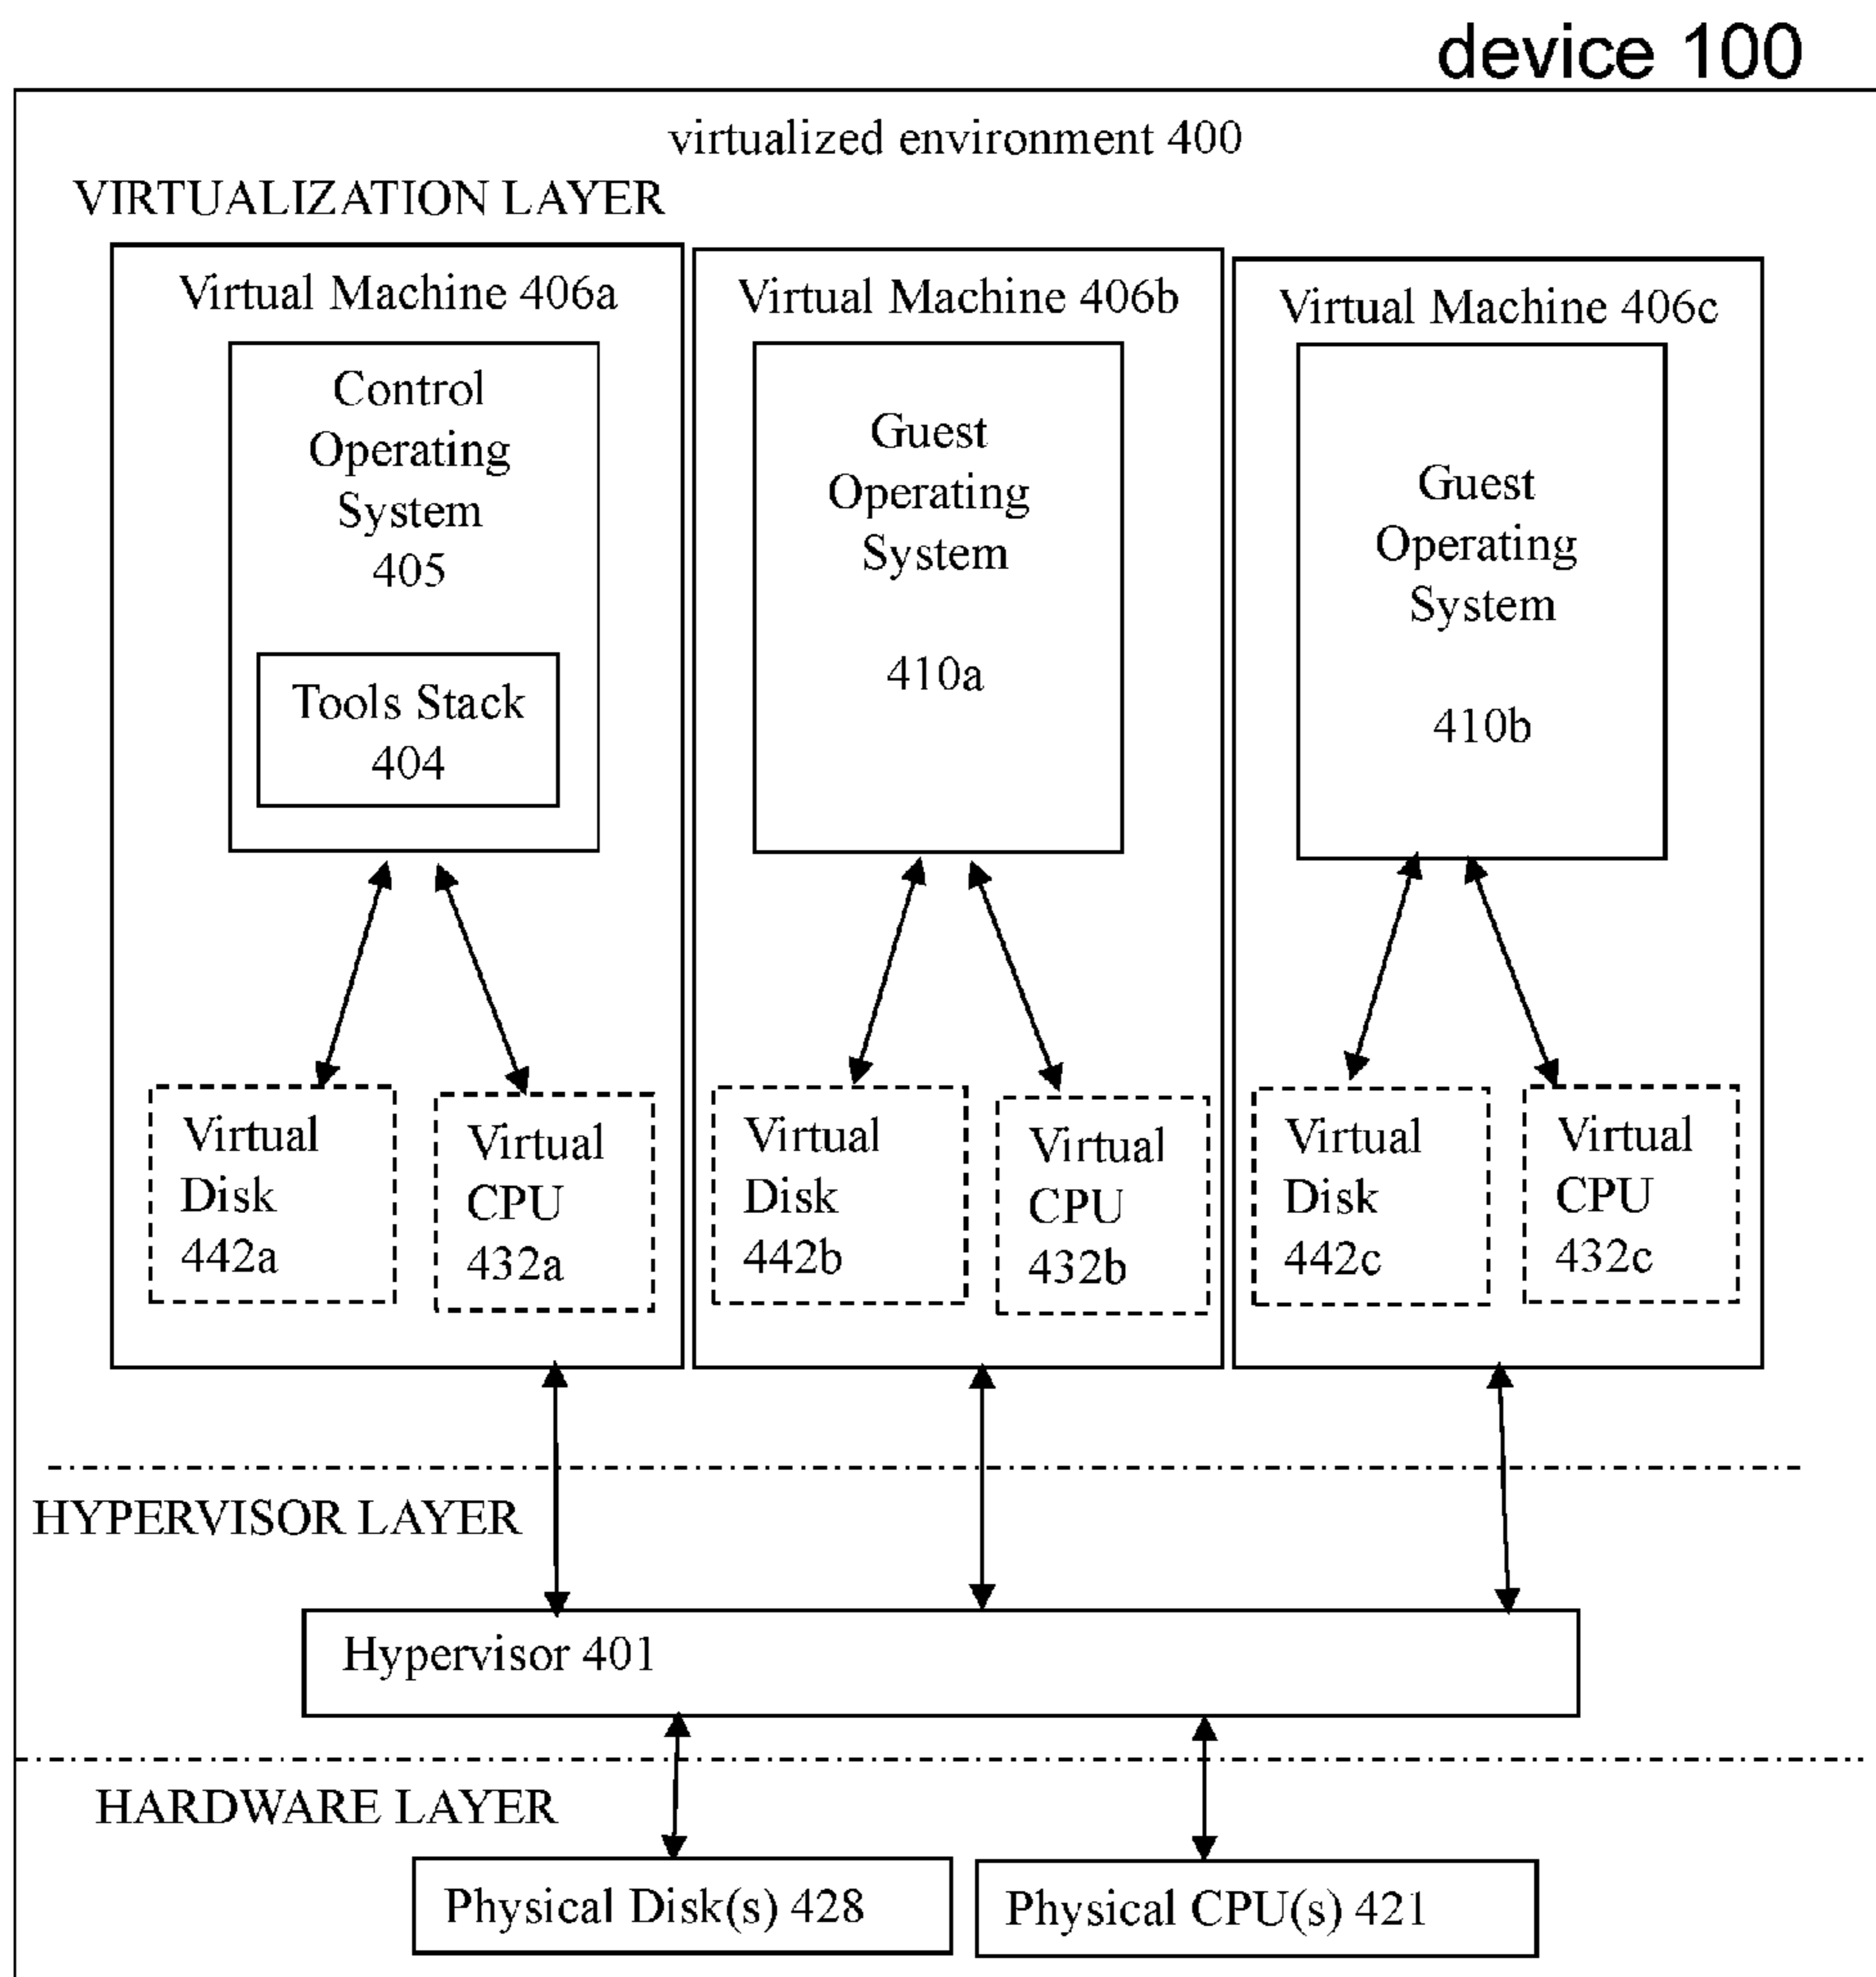 device 100
virtualized environment 400
VIRTUALIZATION LAYER
Virtual Machine 406a
Control
Operating
System
405
Tools Stack
404
Virtual
Disk
442a
Virtual
CPU
432a
Virtual Machine 406b
Guest
Operating
System
410a
Virtual
Disk
442b
Virtual
CPU
432b
Virtual Machine 406c
Guest
Operating
System
410b
Virtual
Disk
442c
Virtual
CPU
432c
HYPERVISOR LAYER
Hypervisor 401
HARDWARE LAYER
Physical Disk(s) 428
Physical CPU(s) 421